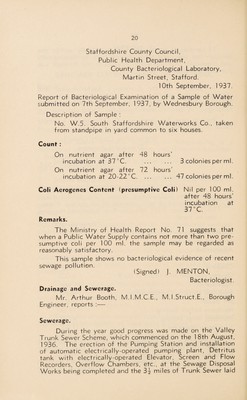 20
Staffordshire County Council,
Public Health Department,
County Bacteriological Laboratory,
Martin Street, Stafford.
10th September, 1937.
Report of Bacteriological Examination of a Sample of Water
submitted on 7th September, 1937, by Wednesbury Borough.
Description of Sample :
No. W.5. South Staffordshire Waterworks Co., taken
from standpipe in yard common to six houses.
Count :
On nutrient agar after 48 hours'
incubation at 37°C. .... .... 3 colonies per ml.
On nutrient agar after 72 hours'
incubation at 20-22°C. .... .... 47 colonies per ml.
Coli Aerogenes Content (presumptive Coli) Nil per 100 ml.
after 48 hours'
incubation at
37°C.
Remarks.
The Ministry of Health Report No. 71 suggests that
when a Public Water Supply contains not more than two pre-
sumptive coli per 100 ml. the sample may be regarded as
reasonably satisfactory.
This sample shows no bacteriological evidence of recent
sewage pollution.
(Signed) J. MENTON,
Bacteriologist.
Drainage and Sewerage.
Mr. Arthur Booth, M.I.M.C.E., M.I.Struct.E., Borough
Engineer, reports :—
Sewerage.
During the year good progress was made on the Valley
Trunk Sewer Scheme, which commenced on the 18th August,
1936. The erection of the Pumping Station and installation
of automatic electrically-operated pumping plant, Detritus
tank with electrically-operated Elevator, Screen and Flow
Recorders, Overflow Chambers, etc., at the Sewage Disposal
Works being completed and the 3½ miles of Trunk Sewer laid